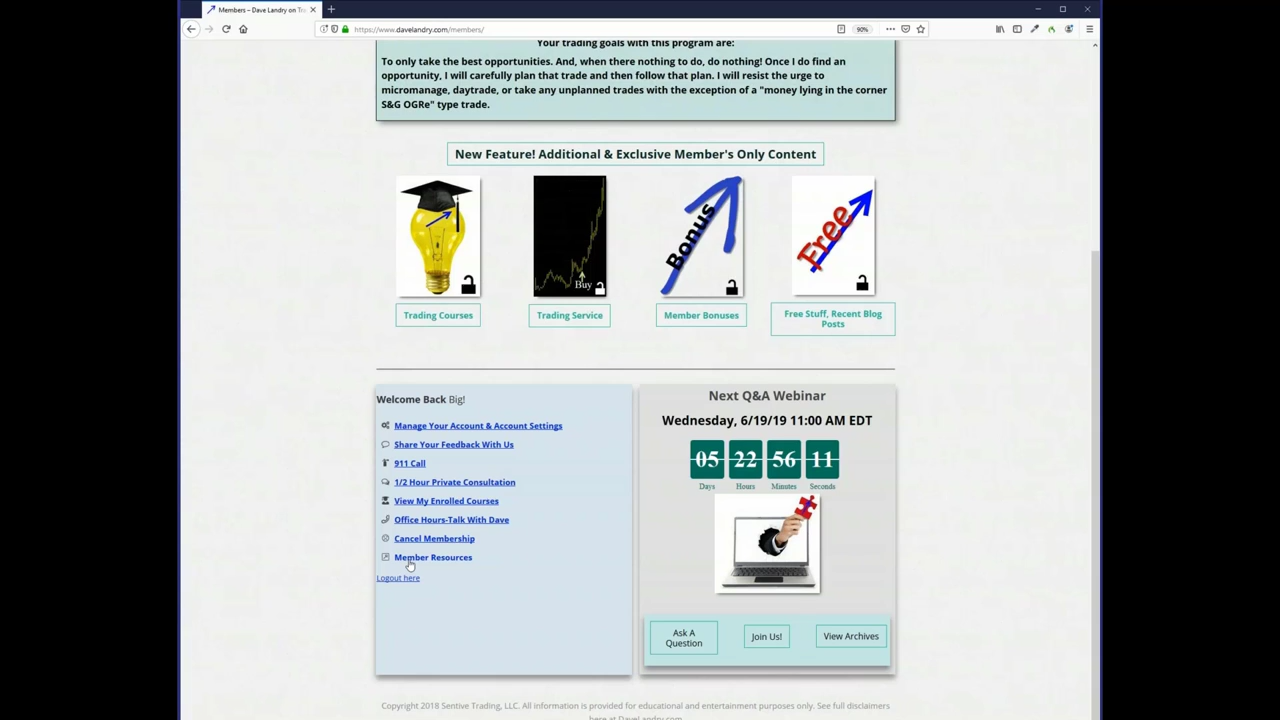 Members – Dave Landry on Tr
https://www.davelandry.com/members/
90%
Your trading goals with this program are:
To only take the best opportunities. And, when there nothing to do, do nothing! Once I do find an
opportunity, I will carefully plan that trade and then follow that plan. I will resist the urge to
micromanage, daytrade, or take any unplanned trades with the exception of a "money lying in the corner
S&G OGRe" type trade.
New Feature! Additional & Exclusive Member's Only Content
Buy
Bonus
Free
Trading Courses
Trading Service
Member Bonuses
Free Stuff, Recent Blog
Posts
Welcome Back Big!
Manage Your Account & Account Settings
Share Your Feedback With Us
911 Call
1/2 Hour Private Consultation
View My Enrolled Courses
Office Hours-Talk With Dave
Cancel Membership
Member Resources
Logout here
Next Q&A Webinar
Wednesday, 6/19/19 11:00 AM EDT
05 22 56 11
Days Hours Minutes Seconds
Ask A
Question
Join Us!
View Archives
Copyright 2018 Sentive Trading, LLC. All information is provided for educational and entertainment purposes only. See full disclaimers
here at DaveLandry.com